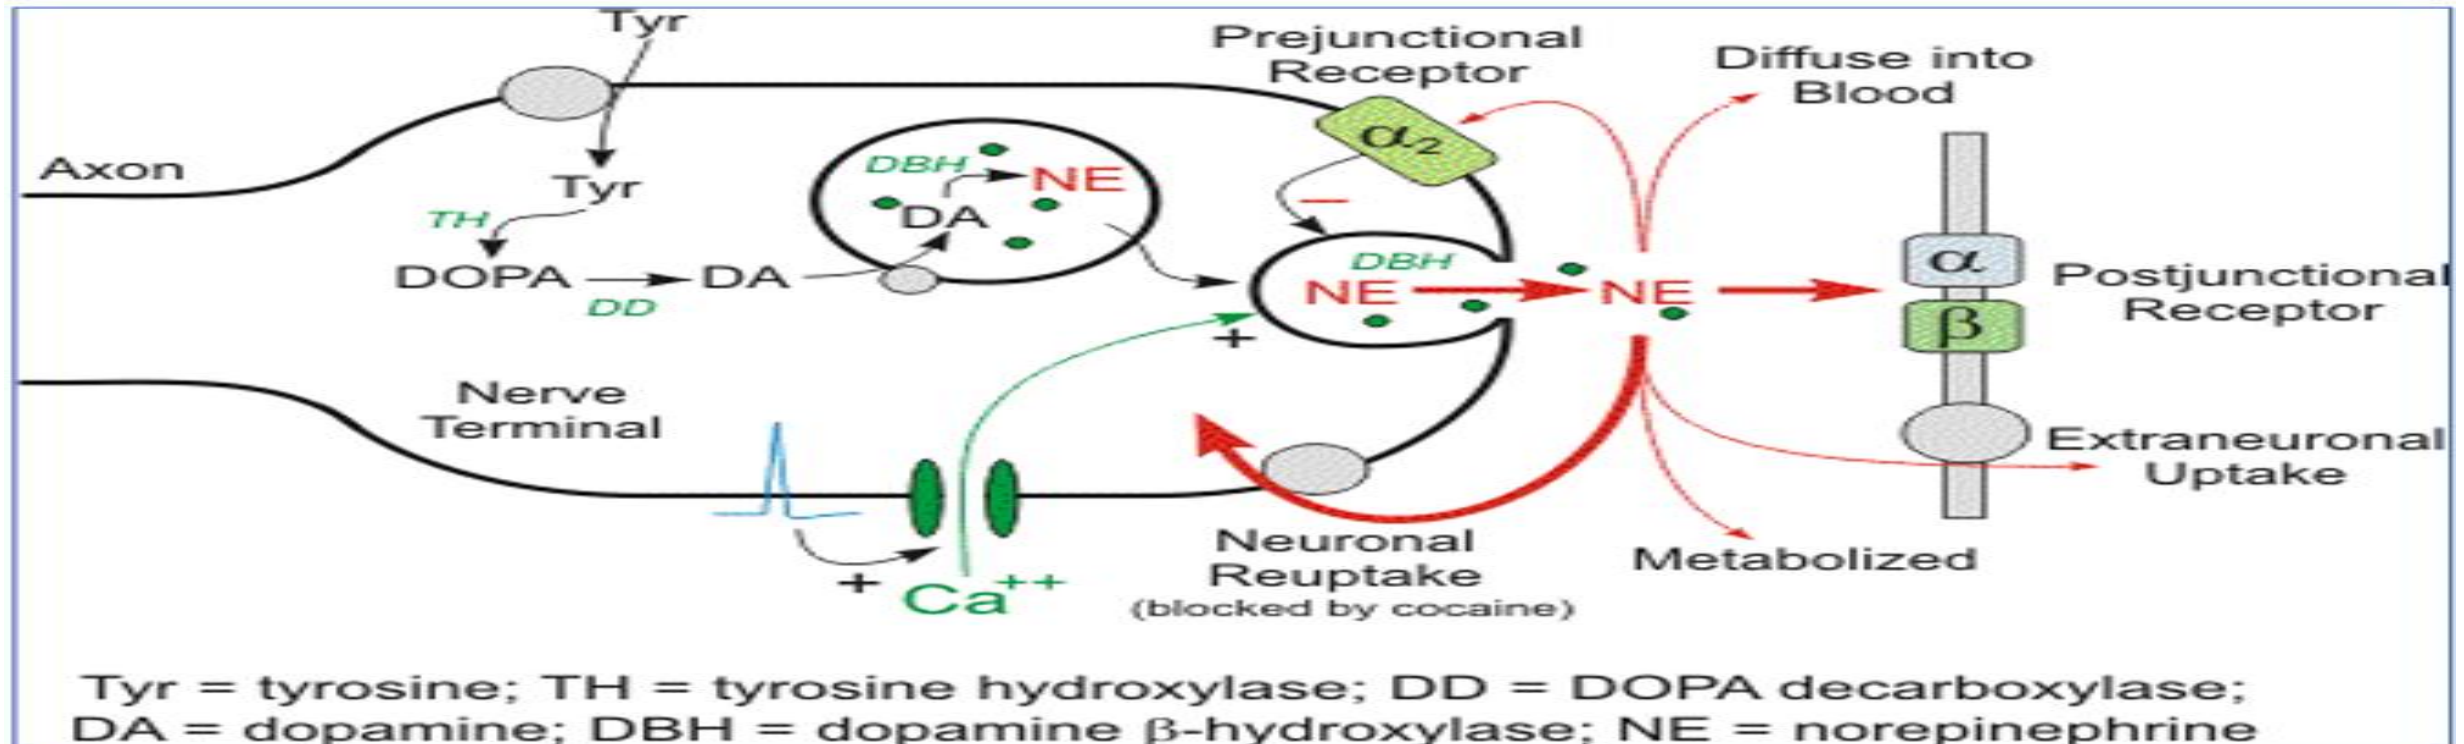 Tyr
Prejunctional
Receptor
Diffuse into
Blood
α2
Axon
Tyr
DBH
NE
DA
TH
–
DOPA
DA
DD
DBH
NE
NE
α
β
Postjunctional
Receptor
+
Nerve
Terminal
Extraneuronal
Uptake
+
Ca++
Neuronal
Reuptake
(blocked by cocaine)
Metabolized
Tyr = tyrosine; TH = tyrosine hydroxylase; DD = DOPA decarboxylase;
DA = dopamine; DBH = dopamine β-hydroxylase; NE = norepinephrine